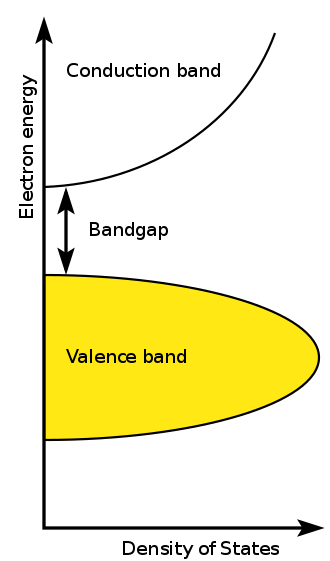 Conduction band
Electron energy
Bandgap
Valence band
Density of States